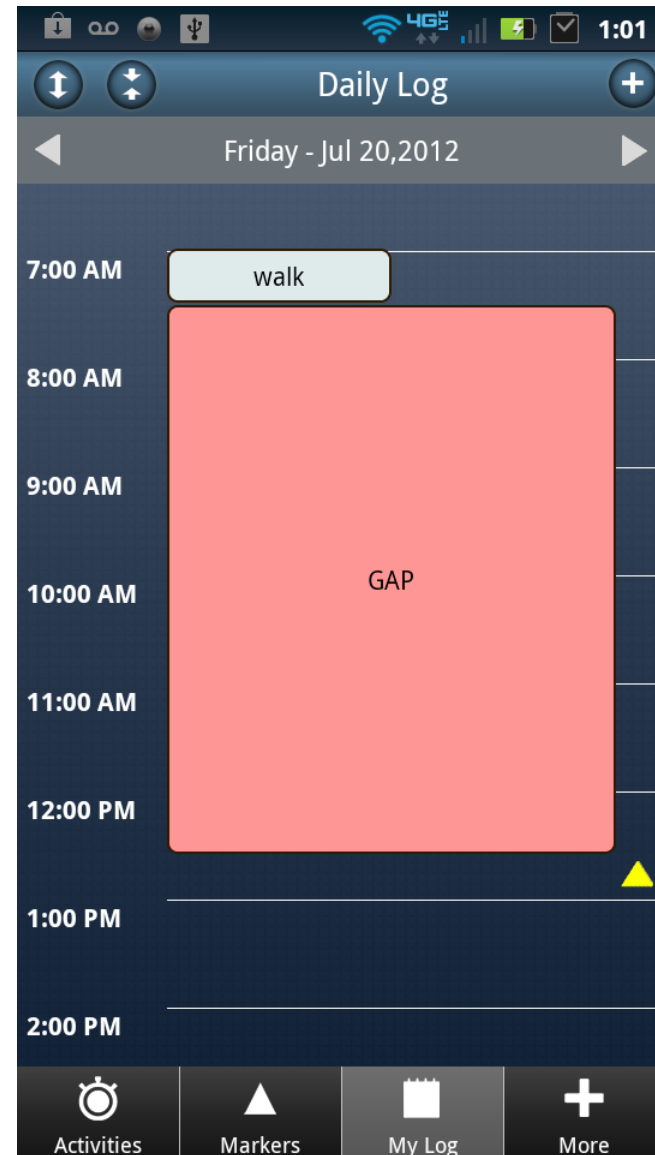 4G LTE 1:01
Daily Log
Friday - Jul 20,2012
7:00 AM
walk
8:00 AM
9:00 AM
GAP
10:00 AM
11:00 AM
12:00 PM
1:00 PM
2:00 PM
Activities Markers My Log More